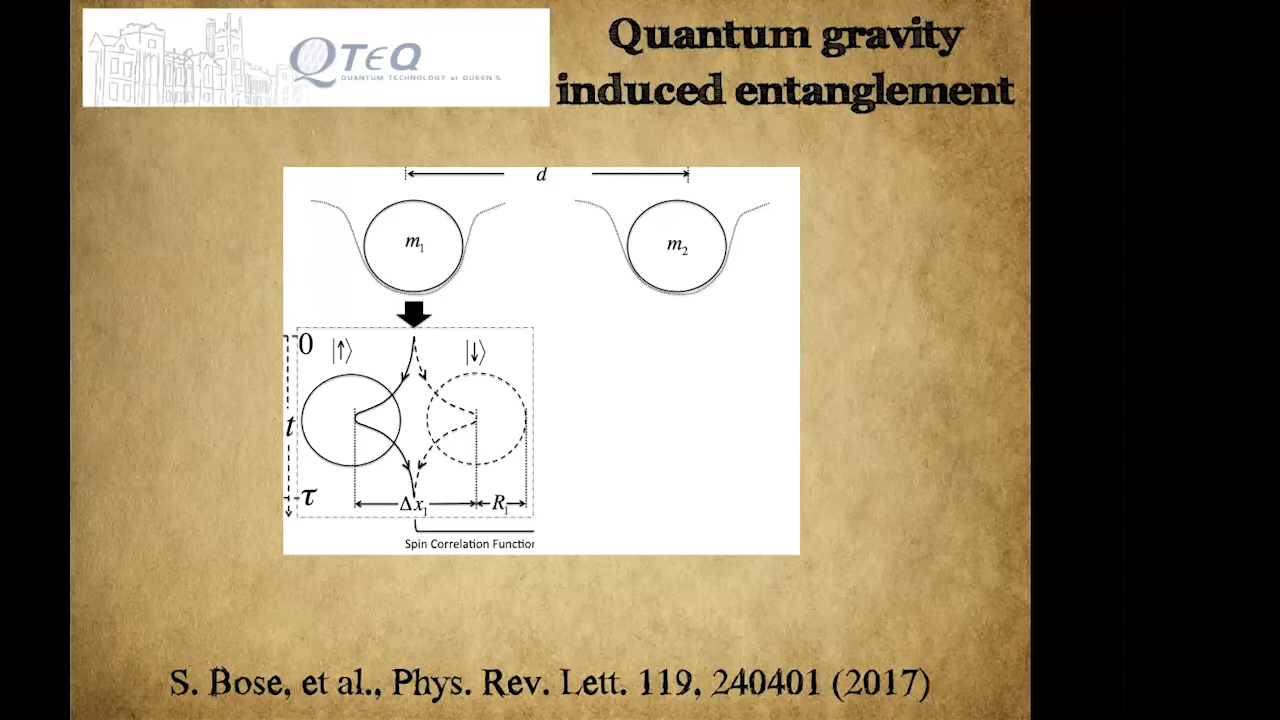 QTEQ
QUANTUM TECHNOLOGY at QUEEN'S
Quantum gravity
induced entanglement
d
m₁
m₂
0
|↑⟩
|↓⟩
t
τ
Δx₁
R₁
Spin Correlation Function
S. Bose, et al., Phys. Rev. Lett. 119, 240401 (2017)